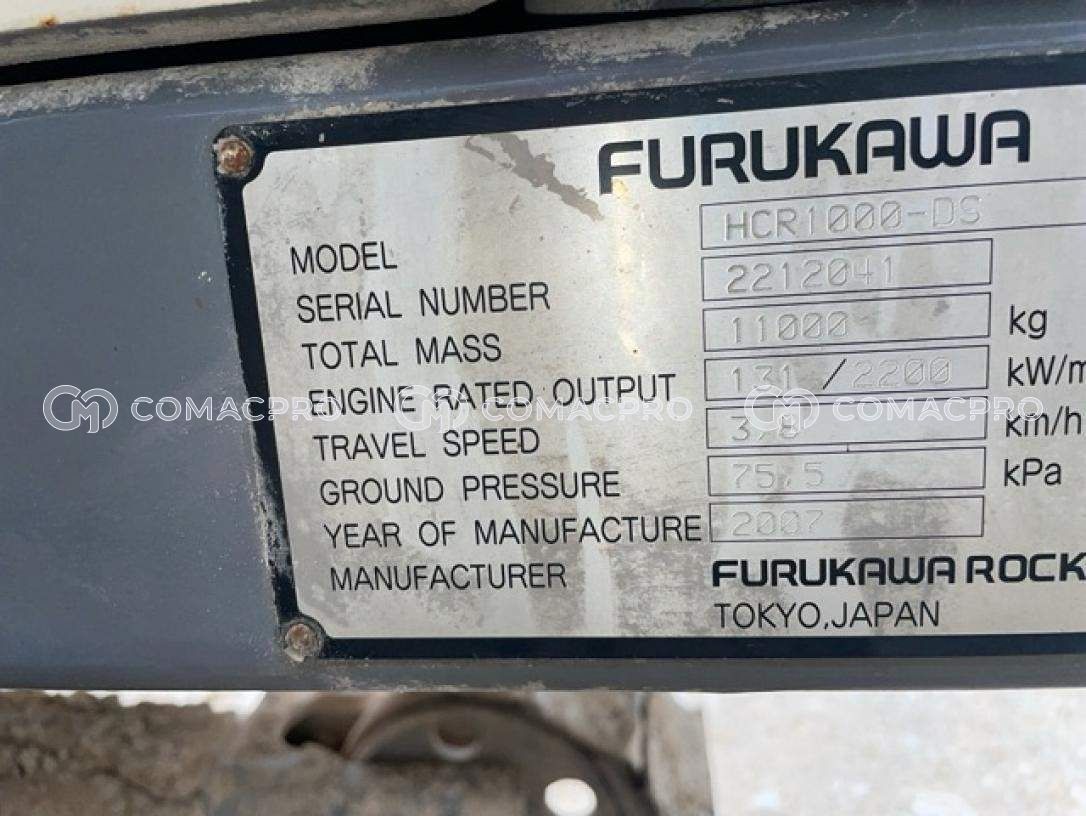 FURUKAWA
MODEL HCR1000-DS
SERIAL NUMBER 2212041
TOTAL MASS 11000 kg
ENGINE RATED OUTPUT 131 / 2200 kW/m
TRAVEL SPEED 3,8 km/h
GROUND PRESSURE 75,5 kPa
YEAR OF MANUFACTURE 2007
MANUFACTURER FURUKAWA ROCK
TOKYO,JAPAN
COMACPRO COMACPRO COMACPRO